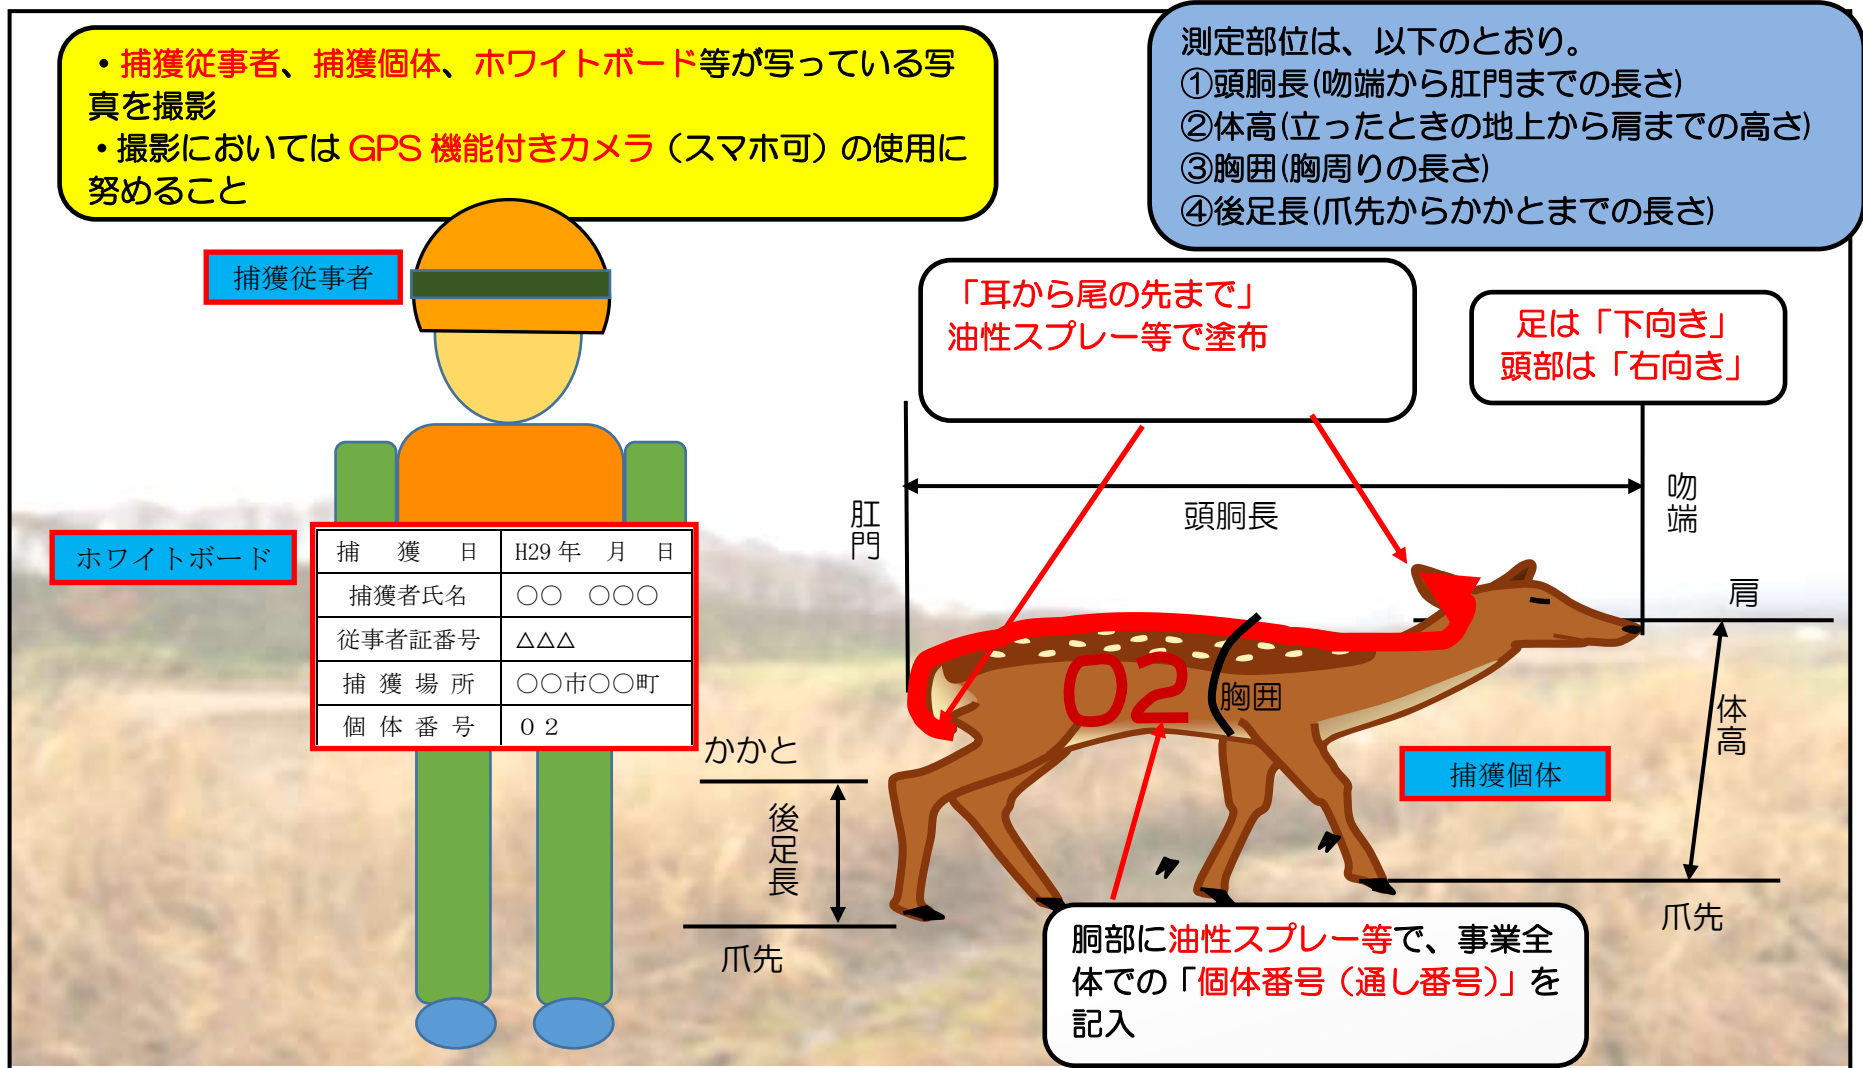 ・捕獲従事者、捕獲個体、ホワイトボード等が写っている写
真を撮影
・撮影においては GPS 機能付きカメラ（スマホ可）の使用に
努めること
測定部位は、以下のとおり。
①頭胴長(吻端から肛門までの長さ)
②体高(立ったときの地上から肩までの高さ)
③胸囲(胸周りの長さ)
④後足長(爪先からかかとまでの長さ)
捕獲従事者
「耳から尾の先まで」
油性スプレー等で塗布
足は「下向き」
頭部は「右向き」
肛門
頭胴長
吻端
肩
ホワイトボード
捕　獲　日 H29年　月　日
捕獲者氏名 〇〇　〇〇〇
従事者証番号 △△△
捕獲場所 〇〇市〇〇町
個体番号 ０２
02
胸囲
体高
かかと
後足長
爪先
捕獲個体
爪先
胴部に油性スプレー等で、事業全
体での「個体番号（通し番号）」を
記入